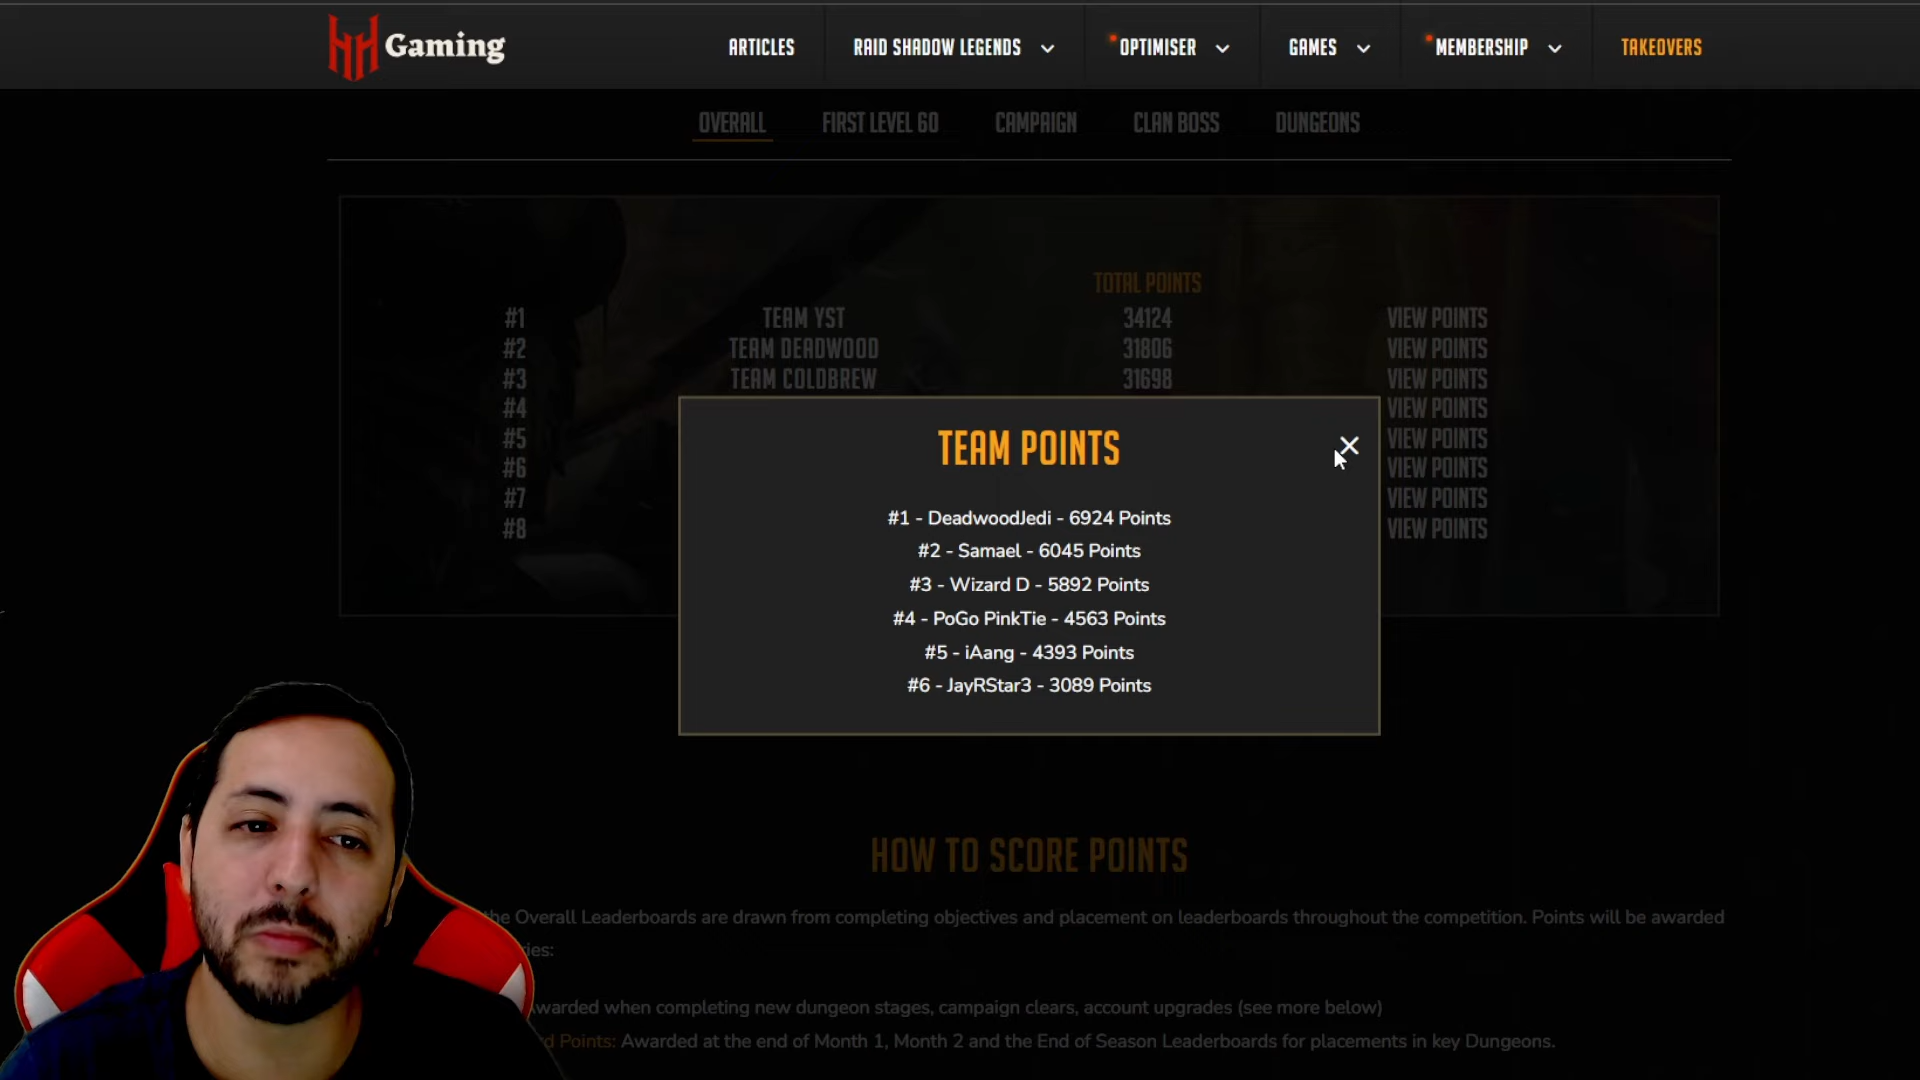 HH Gaming
ARTICLES RAID SHADOW LEGENDS OPTIMISER GAMES MEMBERSHIP TAKEOVERS
OVERALL FIRST LEVEL 60 CAMPAIGN CLAN BOSS DUNGEONS
TOTAL POINTS
#1 TEAM YST 34124 VIEW POINTS
#2 TEAM DEADWOOD 31806 VIEW POINTS
#3 TEAM COLDBREW 31698 VIEW POINTS
#4 VIEW POINTS
#5 VIEW POINTS
#6 VIEW POINTS
#7 VIEW POINTS
#8 VIEW POINTS
TEAM POINTS
#1 - DeadwoodJedi - 6924 Points
#2 - Samael - 6045 Points
#3 - Wizard D - 5892 Points
#4 - PoGo PinkTie - 4563 Points
#5 - iAang - 4393 Points
#6 - JayRStar3 - 3089 Points
HOW TO SCORE POINTS
the Overall Leaderboards are drawn from completing objectives and placement on leaderboards throughout the competition. Points will be awarded
ies:
Awarded when completing new dungeon stages, campaign clears, account upgrades (see more below)
d Points: Awarded at the end of Month 1, Month 2 and the End of Season Leaderboards for placements in key Dungeons.